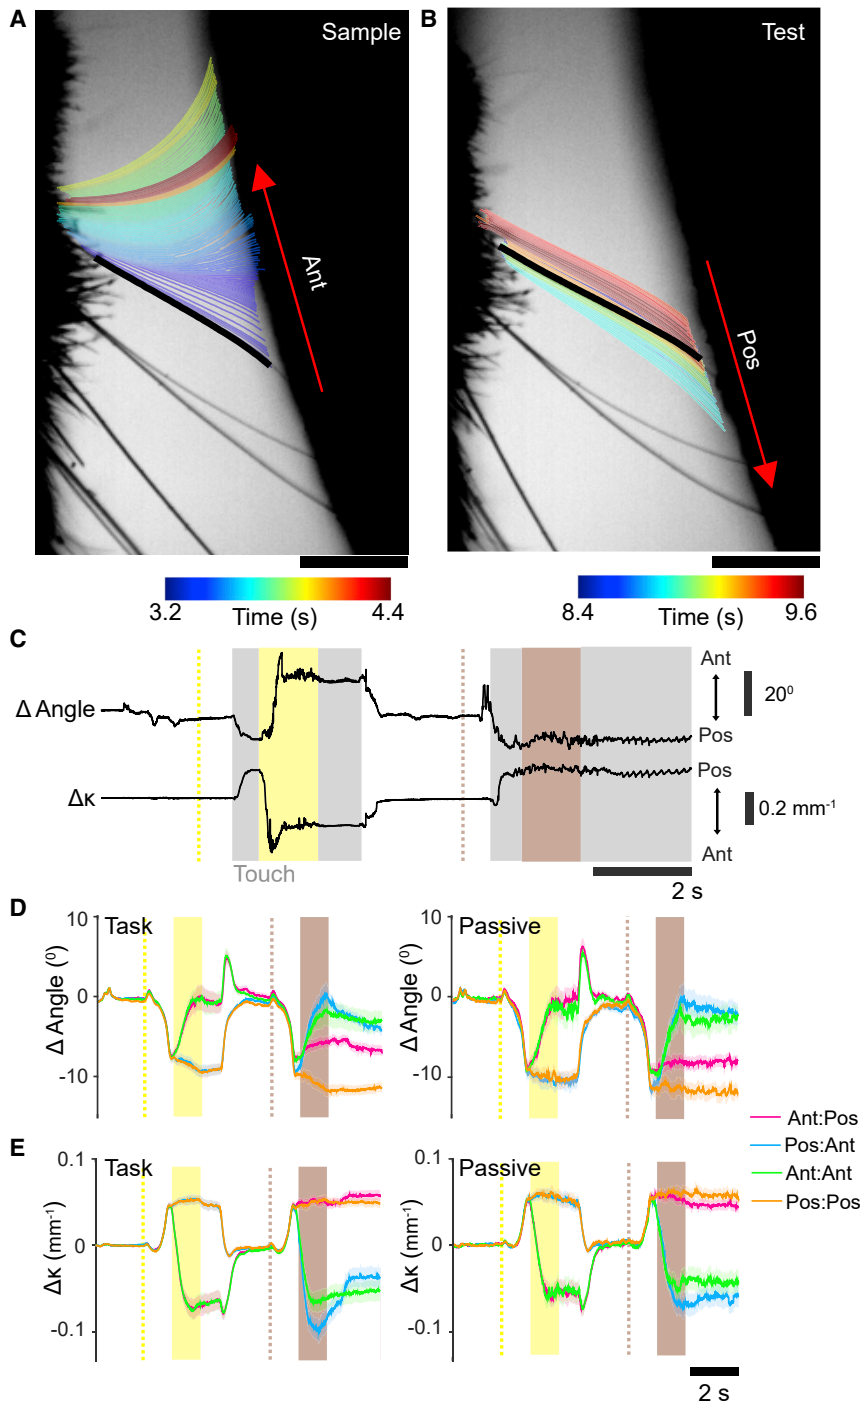 A
Sample
Ant
3.2
Time (s)
4.4
B
Test
Pos
8.4
Time (s)
9.6
C
Δ Angle
Δκ
Touch
Ant
20⁰
Pos
Pos
0.2 mm⁻¹
Ant
2 s
D
Task
Δ Angle (⁰)
10
0
-10
Passive
Δ Angle (⁰)
10
0
-10
Ant:Pos
Pos:Ant
Ant:Ant
Pos:Pos
E
Task
Δκ (mm⁻¹)
0.1
0
-0.1
Passive
Δκ (mm⁻¹)
0.1
0
-0.1
2 s